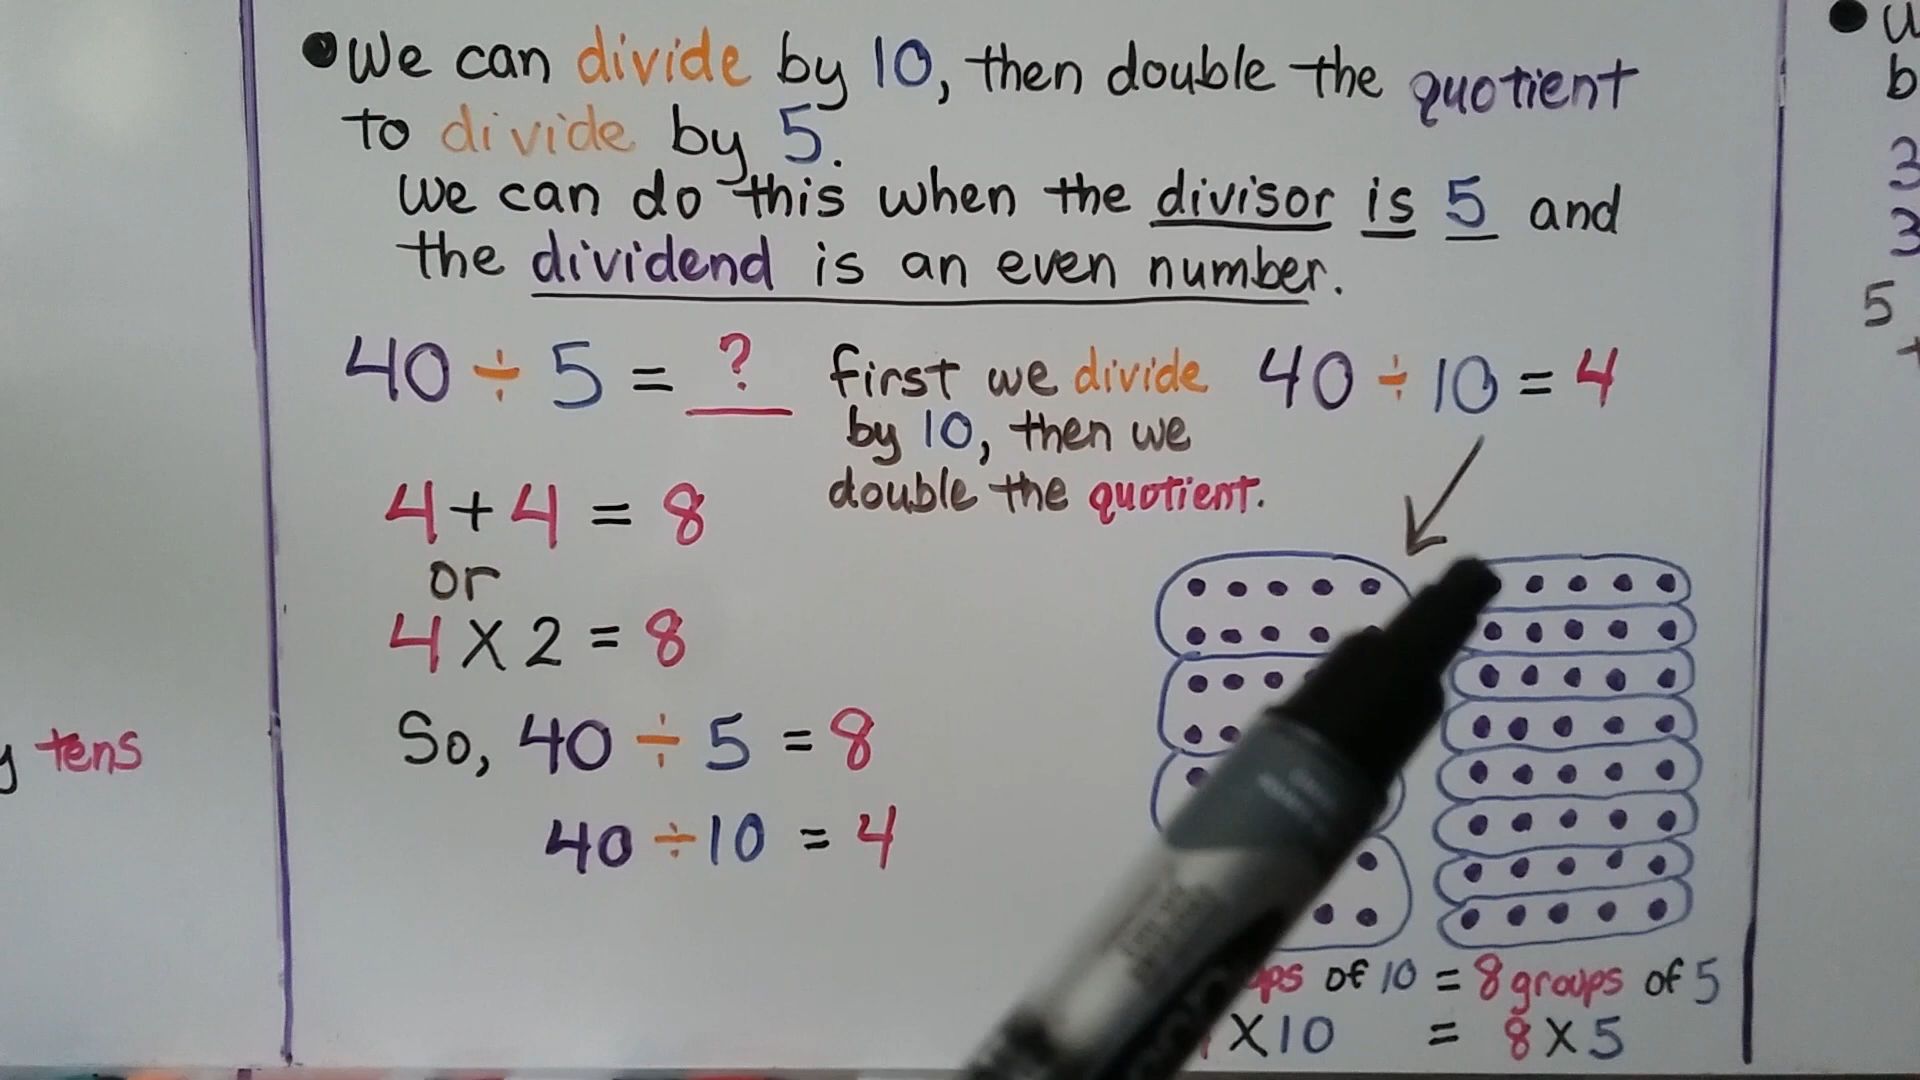 • We can divide by 10, then double the quotient
to divide by 5.
We can do this when the divisor is 5 and
the dividend is an even number.
40 ÷ 5 = ?
First we divide
by 10, then we
double the quotient.
40 ÷ 10 = 4
4 + 4 = 8
or
4 X 2 = 8
So, 40 ÷ 5 = 8
40 ÷ 10 = 4
of 10 = 8 groups of 5
X 10 = 8 X 5
tens
b
3
3
5